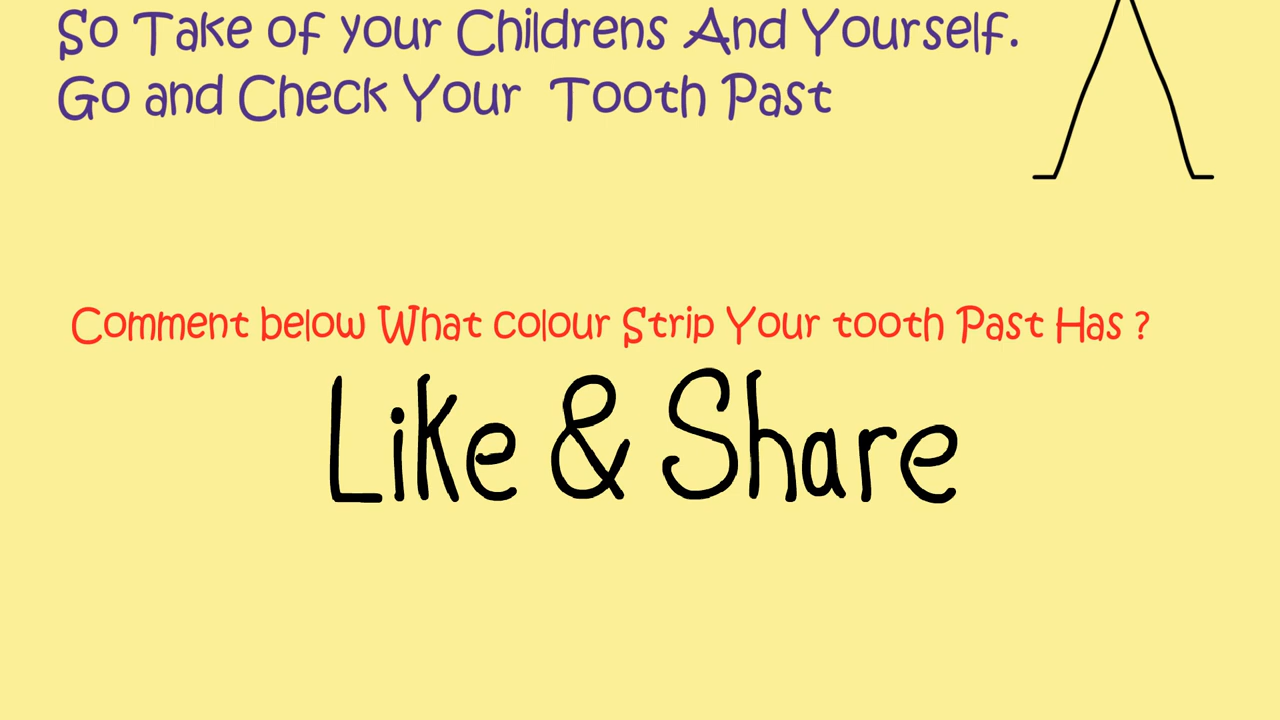 So Take of your Childrens And Yourself.
Go and Check Your Tooth Past
Comment below What colour Strip Your tooth Past Has ?
Like & Share